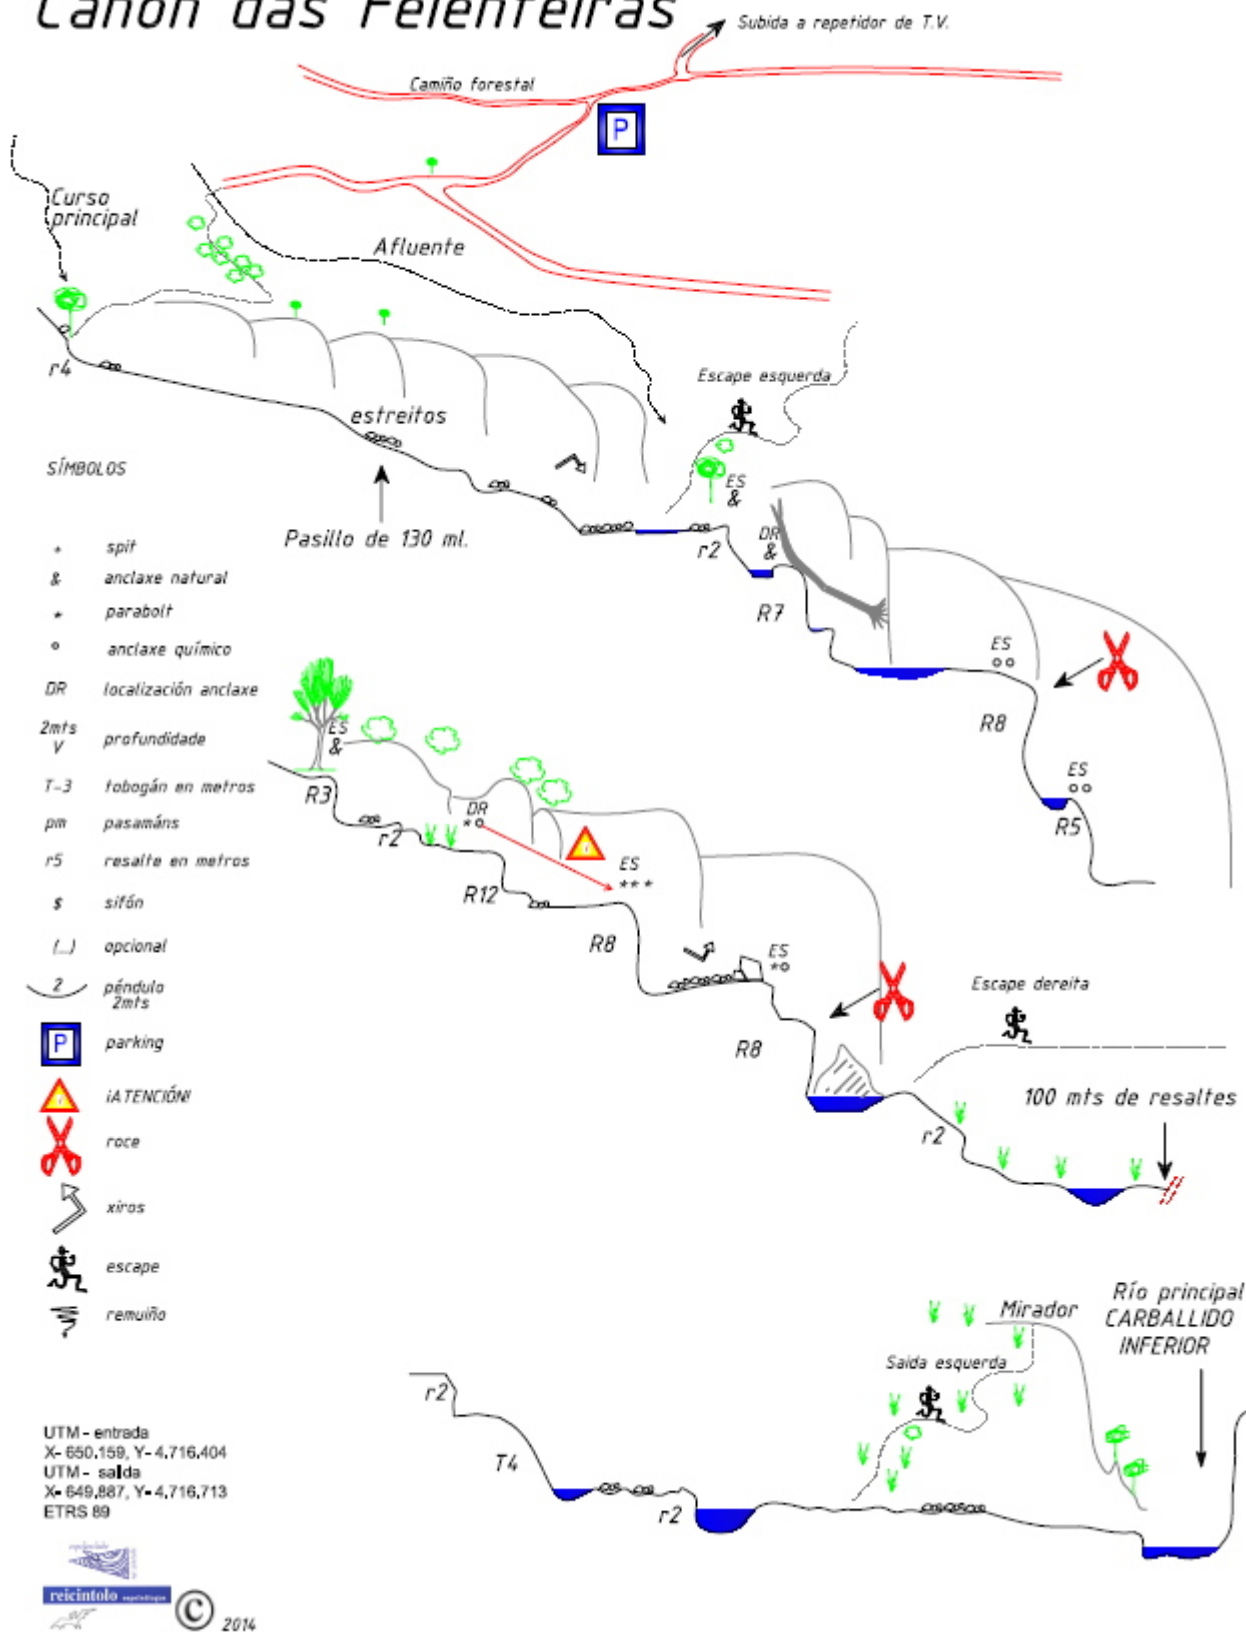 Canón das Felenfeiras
Subida a repetidor de T.V.
Camiño forestal
P
Curso
principal
Afluente
r4
Escape esquerda
estreitos
ES
&
Pasillo de 130 ml.
r2
DR
&
R7
ES
R8
ES
R5
SÍMBOLOS
+ spit
& anclaxe natural
* parabolt
o anclaxe químico
DR localización anclaxe
2mts
V profundidade
T-3 tobogán en metros
pm pasamáns
r5 resalte en metros
$ sifón
(...) opcional
2 péndulo
2mts
P parking
¡ATENCIÓN!
roce
xiros
escape
remuiño
ES
&
R3
r2
DR
*o
R12
ES
***
R8
ES
*o
R8
Escape dereita
100 mts de resaltes
r2
r2
T4
r2
Mirador
Saida esquerda
Río principal
CARBALLIDO
INFERIOR
UTM - entrada
X- 650.159, Y- 4.716.404
UTM - saída
X- 649.887, Y- 4.716.713
ETRS 89
reicintolo
© 2014